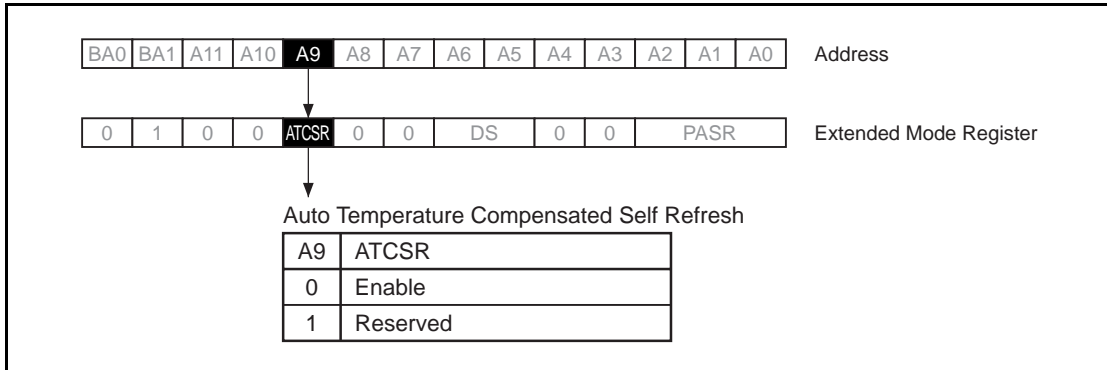 BA0 BA1 A11 A10 A9 A8 A7 A6 A5 A4 A3 A2 A1 A0 Address
0 1 0 0 ATCSR 0 0 DS 0 0 PASR Extended Mode Register
Auto Temperature Compensated Self Refresh
A9 ATCSR
0 Enable
1 Reserved